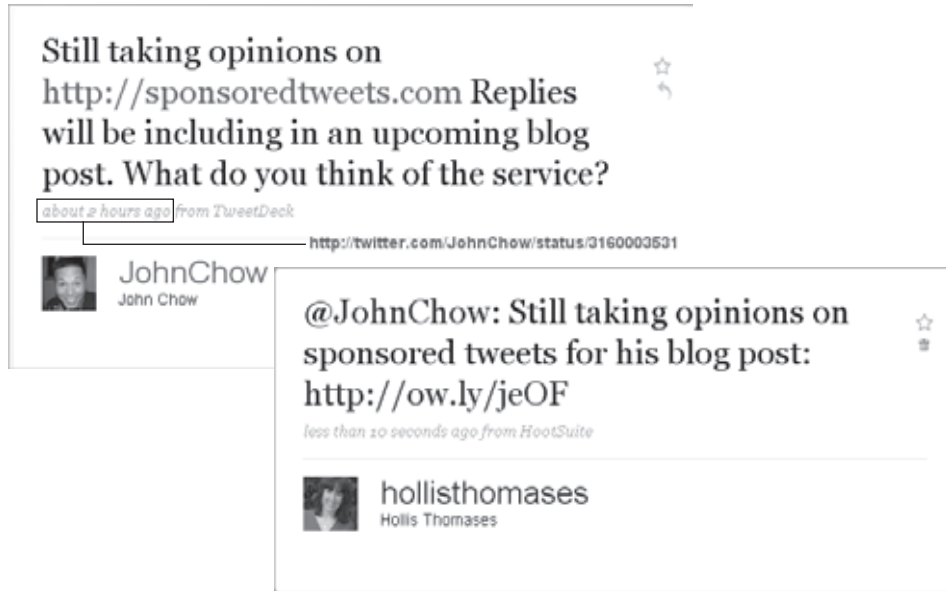 Still taking opinions on
http://sponsoredtweets.com Replies
will be including in an upcoming blog
post. What do you think of the service?
about 2 hours ago from TweetDeck
http://twitter.com/JohnChow/status/3160003531
JohnChow
John Chow
@JohnChow: Still taking opinions on
sponsored tweets for his blog post:
http://ow.ly/jeOF
less than 10 seconds ago from HootSuite
hollisthomases
Hollis Thomases